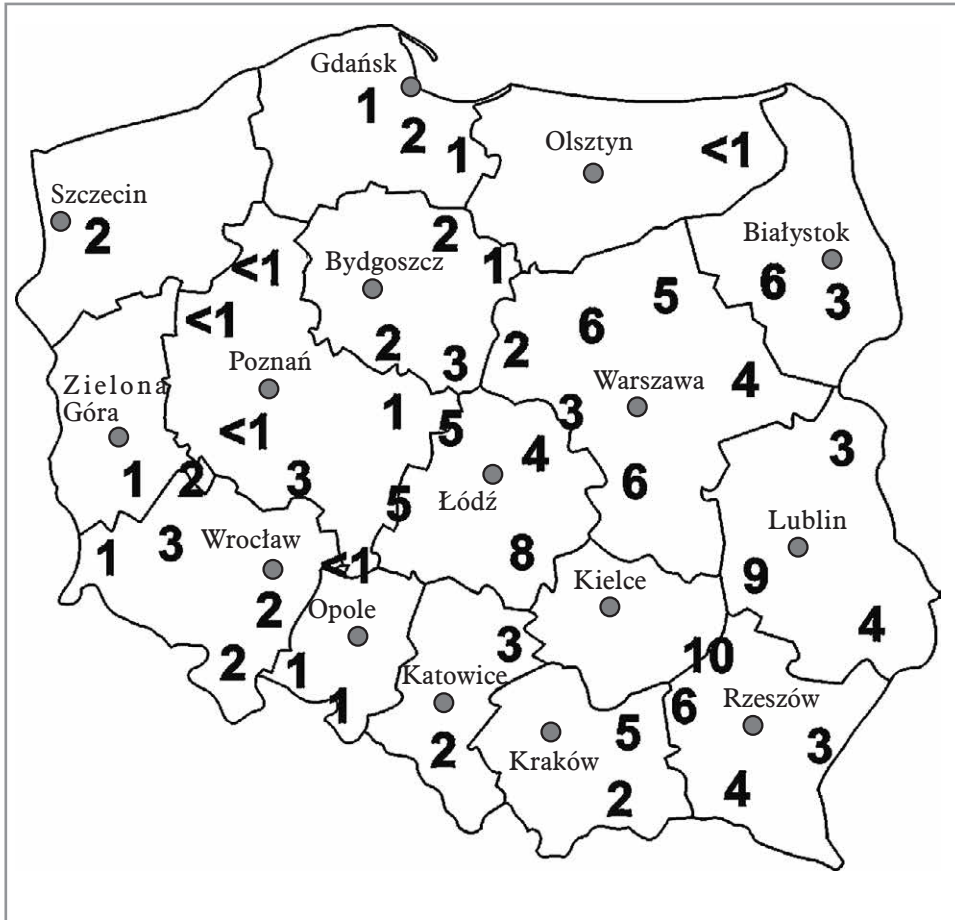 Gdańsk
1
2
1
Olsztyn
<1
Szczecin
2
<1
<1
Bydgoszcz
2
1
2
3
Białystok
6
3
5
6
2
Warszawa
4
3
6
Poznań
1
<1
3
Zielona
Góra
1
2
5
4
Łódź
5
8
3
Lublin
9
4
1
3
Wrocław
2
2
<1
Opole
1
1
Kielce
10
3
Katowice
2
5
Kraków
2
6
Rzeszów
3
4